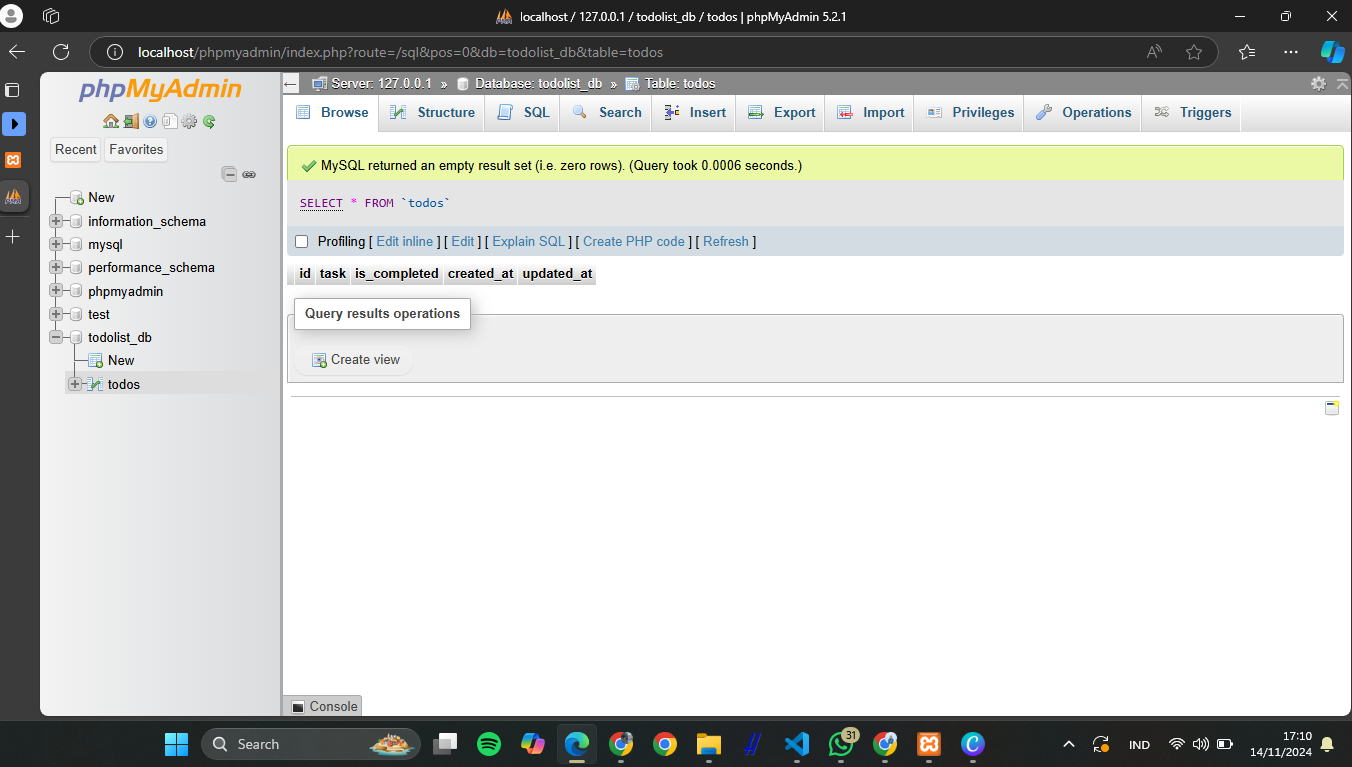 localhost / 127.0.0.1 / todolist_db / todos | phpMyAdmin 5.2.1
localhost/phpmyadmin/index.php?route=/sql&pos=0&db=todolist_db&table=todos
phpMyAdmin
Recent Favorites
New
information_schema
mysql
performance_schema
phpmyadmin
test
todolist_db
New
todos
Server: 127.0.0.1 » Database: todolist_db » Table: todos
Browse Structure SQL Search Insert Export Import Privileges Operations Triggers
MySQL returned an empty result set (i.e. zero rows). (Query took 0.0006 seconds.)
SELECT * FROM `todos`
Profiling [ Edit inline ] [ Edit ] [ Explain SQL ] [ Create PHP code ] [ Refresh ]
id task is_completed created_at updated_at
Query results operations
Create view
Console
Search
31
IND
17:10
14/11/2024